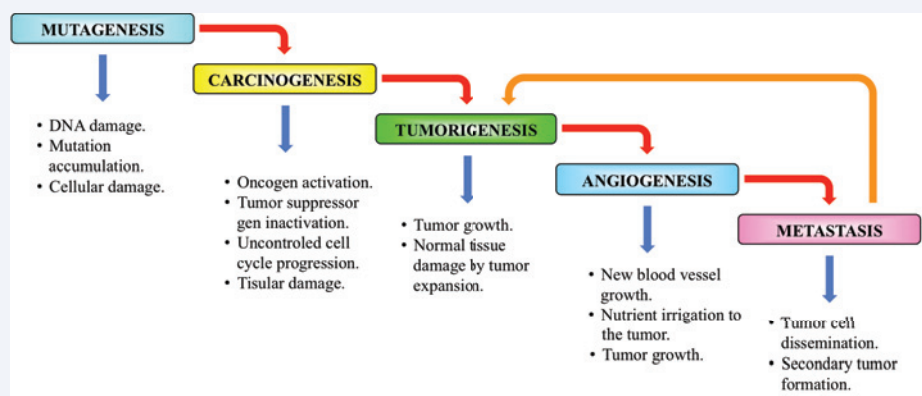 MUTAGENESIS
• DNA damage.
• Mutation
accumulation.
• Cellular damage.
CARCINOGENESIS
• Oncogen activation.
• Tumor suppressor
gen inactivation.
• Uncontroled cell
cycle progression.
• Tisular damage.
TUMORIGENESIS
• Tumor growth.
• Normal tissue
damage by tumor
expansion.
ANGIOGENESIS
• New blood vessel
growth.
• Nutrient irrigation to
the tumor.
• Tumor growth.
METASTASIS
• Tumor cell
dissemination.
• Secondary tumor
formation.